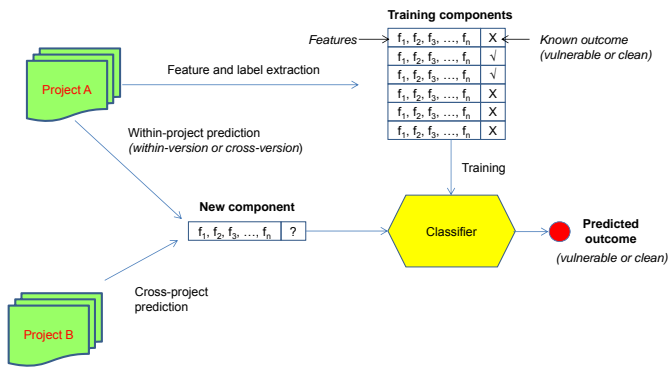 Training components
Features
f1, f2, f3, …, fn X
Known outcome
(vulnerable or clean)
f1, f2, f3, …, fn √
f1, f2, f3, …, fn √
f1, f2, f3, …, fn X
f1, f2, f3, …, fn X
f1, f2, f3, …, fn X
Project A
Feature and label extraction
Within-project prediction
(within-version or cross-version)
Training
New component
f1, f2, f3, …, fn ?
Classifier
Predicted
outcome
(vulnerable or clean)
Cross-project
prediction
Project B